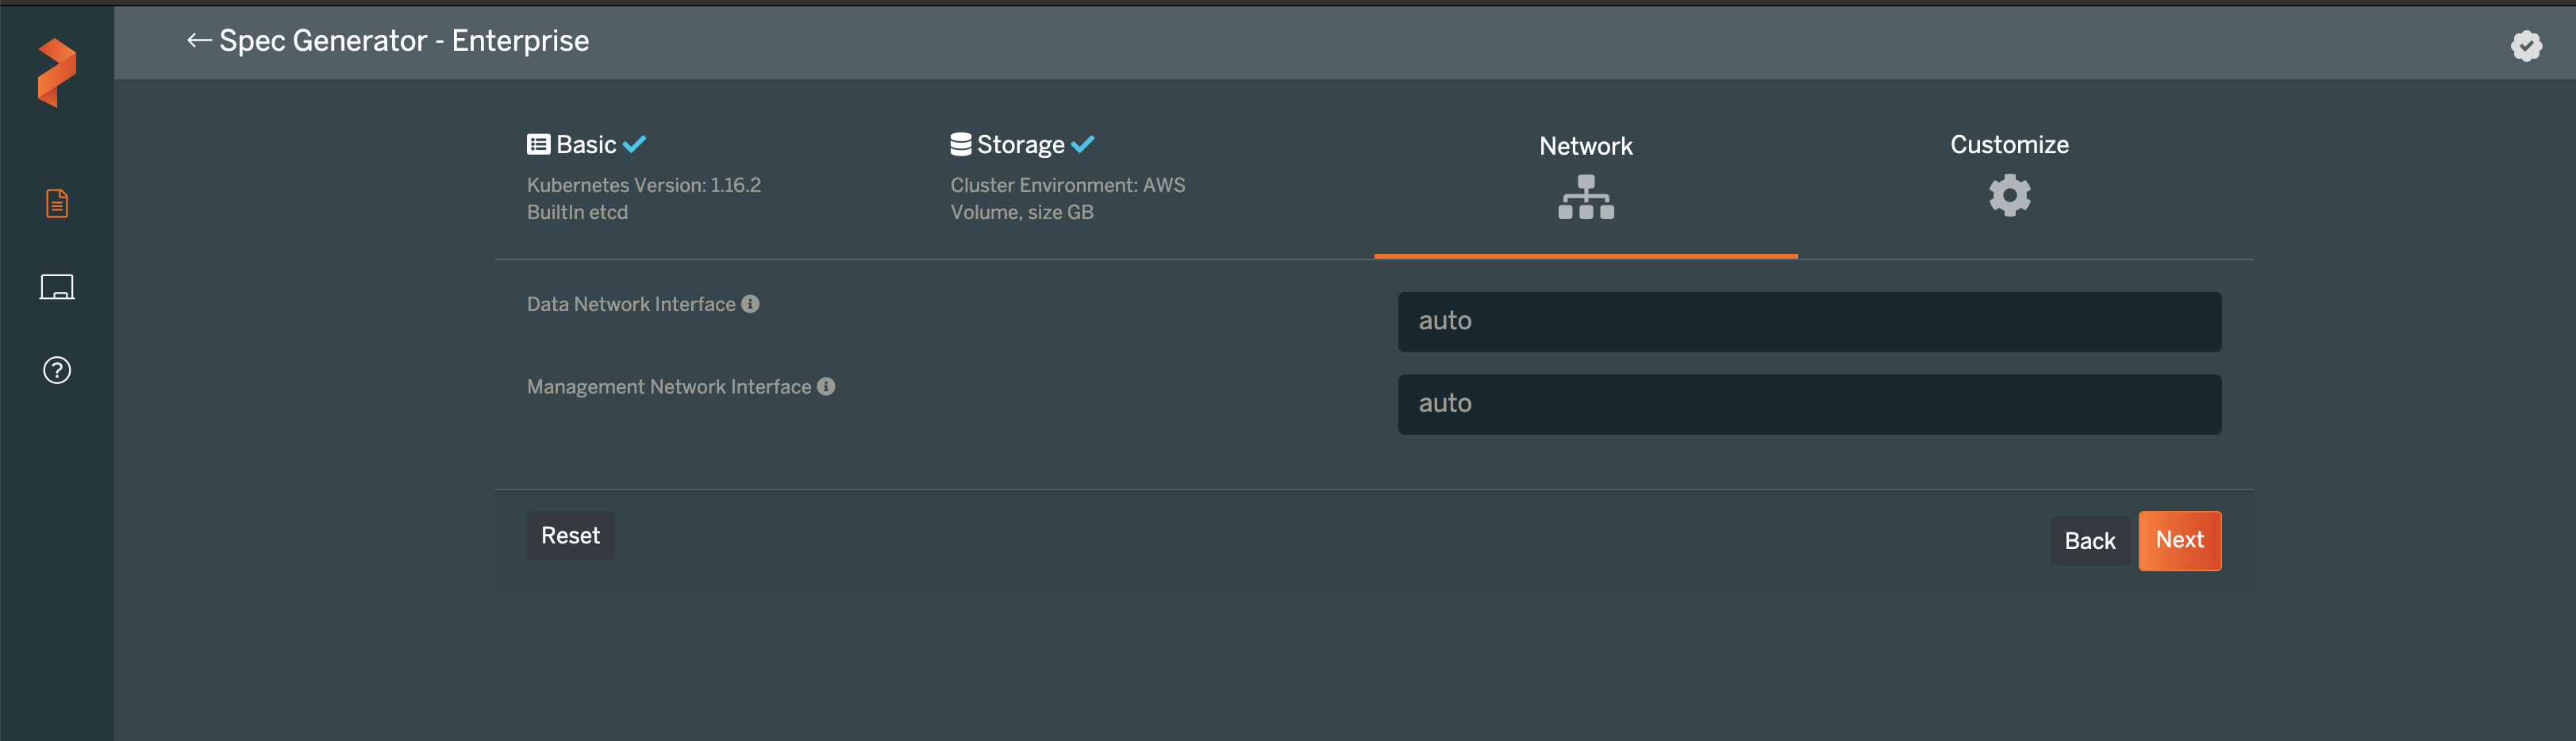 Spec Generator - Enterprise
Basic
Kubernetes Version: 1.16.2
BuiltIn etcd
Storage
Cluster Environment: AWS
Volume, size GB
Network
Customize
Data Network Interface
auto
Management Network Interface
auto
Reset
Back
Next